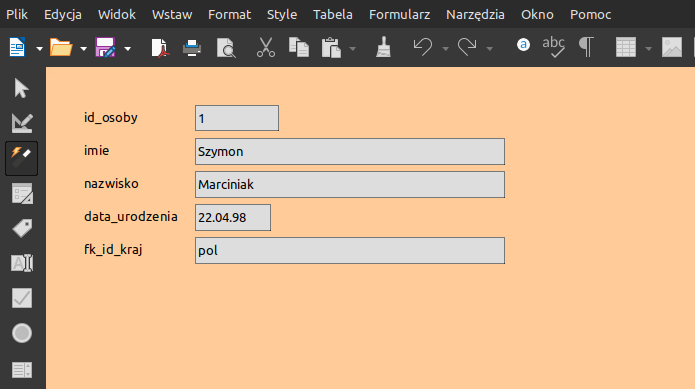 Plik Edycja Widok Wstaw Format Style Tabela Formularz Narzędzia Okno Pomoc
a abc
A
id_osoby 1
imie Szymon
nazwisko Marciniak
data_urodzenia 22.04.98
fk_id_kraj pol